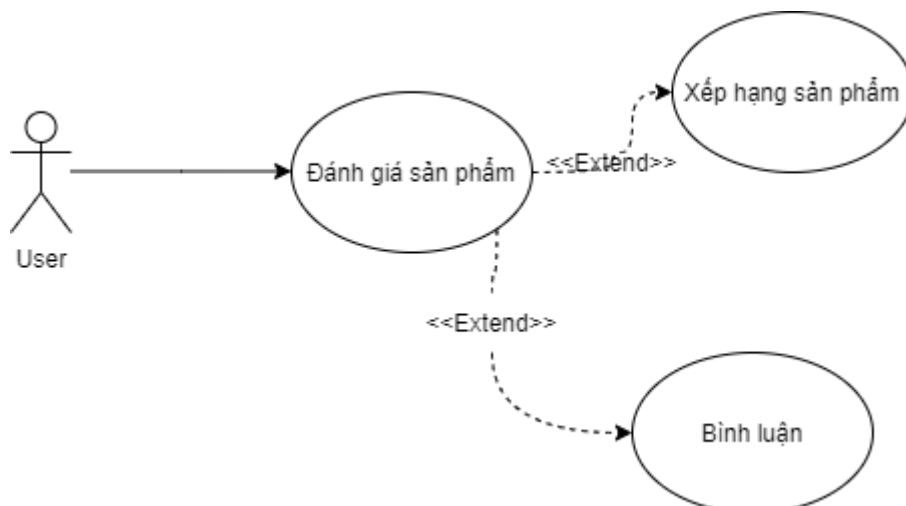 Xếp hạng sản phẩm
<<Extend>>
Đánh giá sản phẩm
User
<<Extend>>
Bình luận